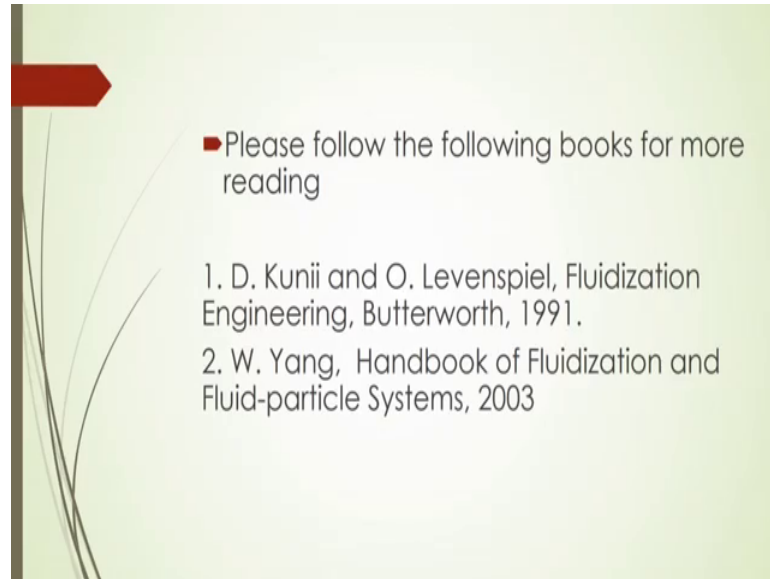 Please follow the following books for more
reading
1. D. Kunii and O. Levenspiel, Fluidization
Engineering, Butterworth, 1991.
2. W. Yang,  Handbook of Fluidization and
Fluid-particle Systems, 2003